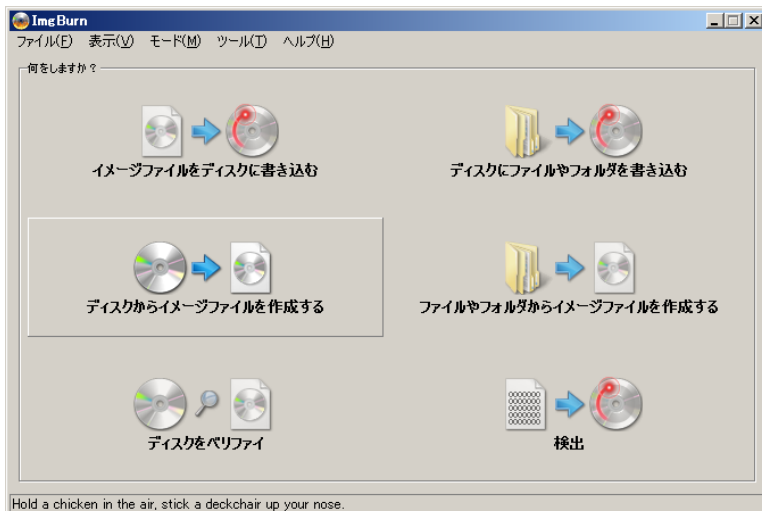 ImgBurn
ファイル(F) 表示(V) モード(M) ツール(T) ヘルプ(H)
何をしますか?
イメージファイルをディスクに書き込む
ディスクにファイルやフォルダを書き込む
ディスクからイメージファイルを作成する
ファイルやフォルダからイメージファイルを作成する
ディスクをベリファイ
検出
Hold a chicken in the air, stick a deckchair up your nose.